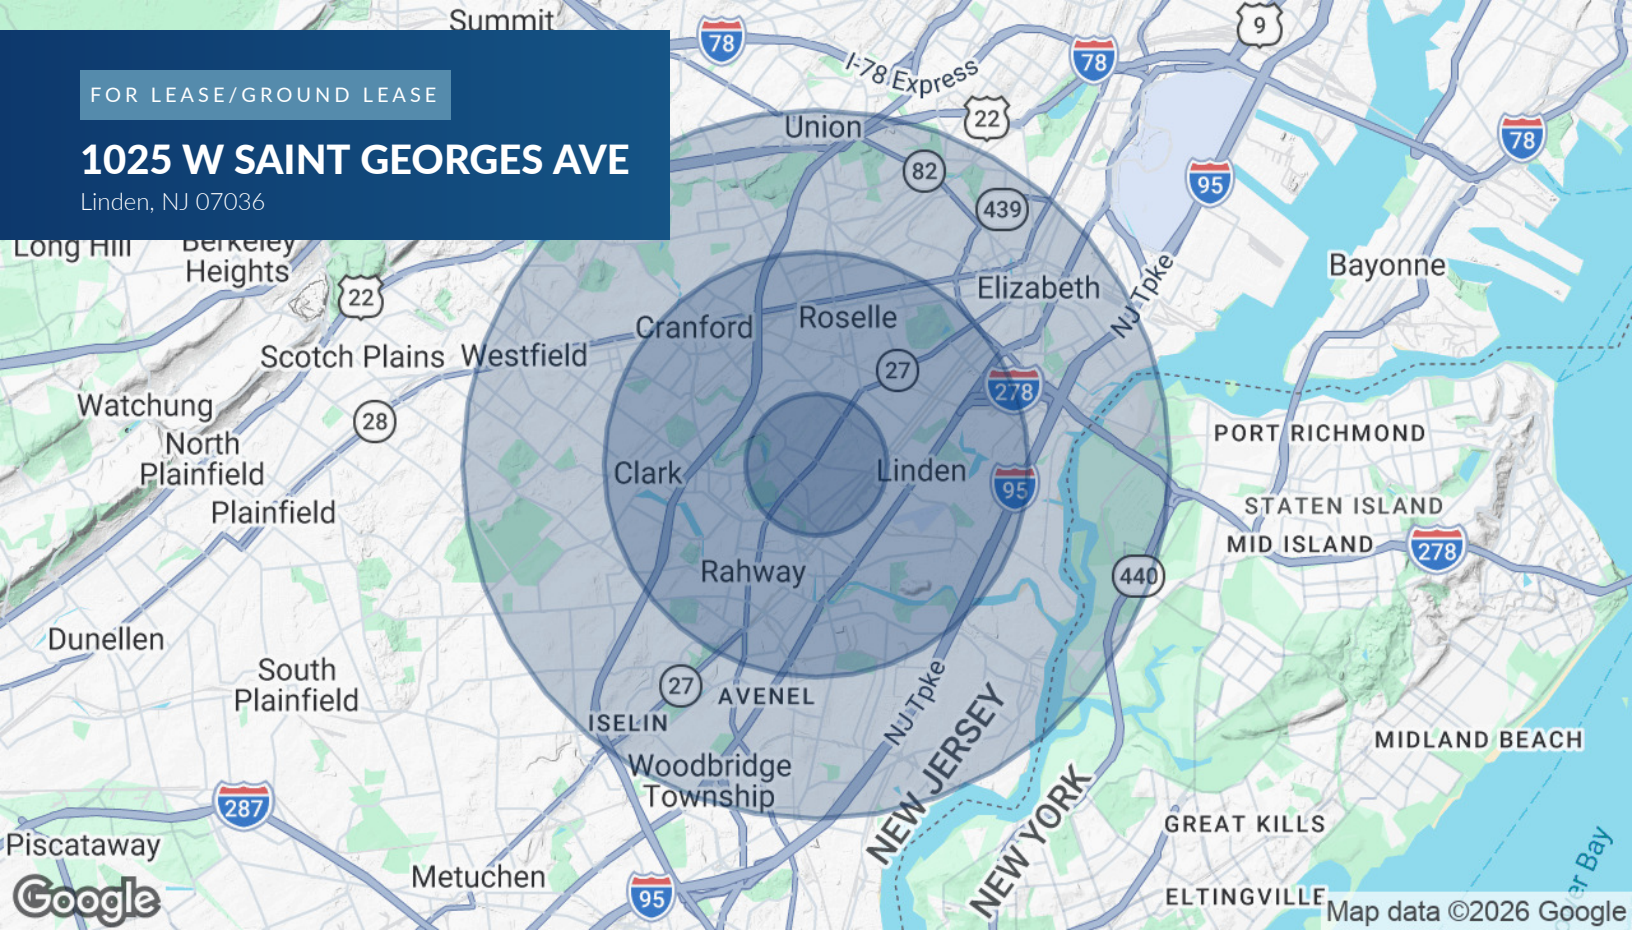 Summit
78
I-78 Express
78
9
FOR LEASE/GROUND LEASE
22
Union
78
1025 W SAINT GEORGES AVE
82
95
Linden, NJ 07036
439
Long Hill
Berkeley
Heights
22
Elizabeth
NJ Tpke
Bayonne
Cranford
Roselle
Scotch Plains
Westfield
27
278
Watchung
28
North
Plainfield
PORT RICHMOND
Clark
Linden
95
Plainfield
STATEN ISLAND
MID ISLAND
278
Rahway
440
Dunellen
South
Plainfield
27
AVENEL
NJ Tpke
ISELIN
NEW JERSEY
MIDLAND BEACH
Woodbridge
Township
287
NEW YORK
GREAT KILLS
Piscataway
Metuchen
95
ELTINGVILLE
Bay
Google
Map data ©2026 Google